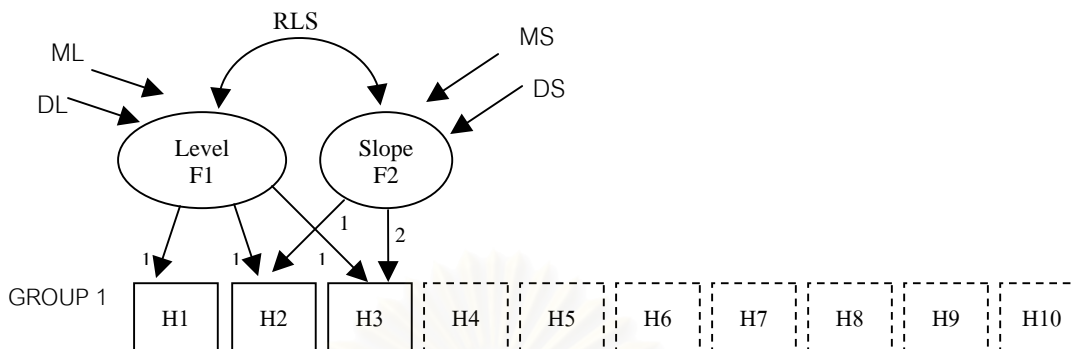 RLS
ML
MS
DL
DS
Level
F1
Slope
F2
1
2
1
1
1
GROUP 1
H1 H2 H3 H4 H5 H6 H7 H8 H9 H10